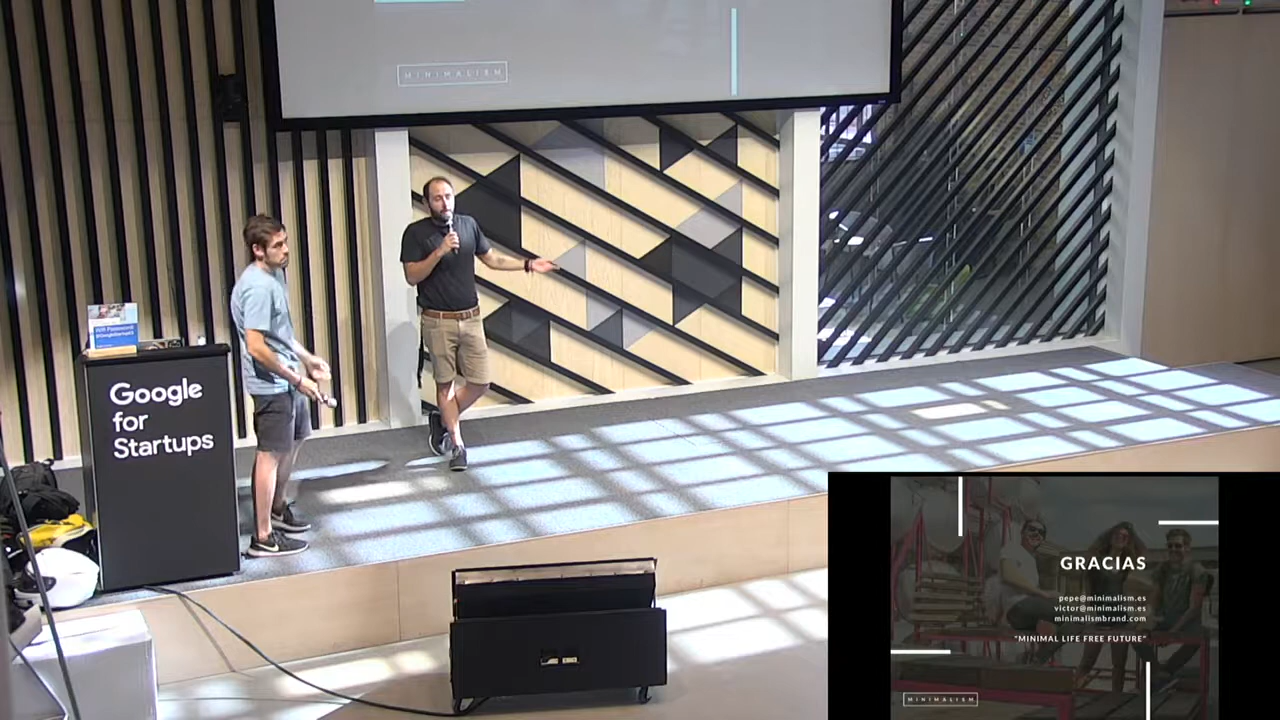 MINIMALISM
Google
for
Startups
GRACIAS
pepe@minimalism.es
victor@minimalism.es
minimalismbrand.com
"MINIMAL LIFE FREE FUTURE"
MINIMALISM